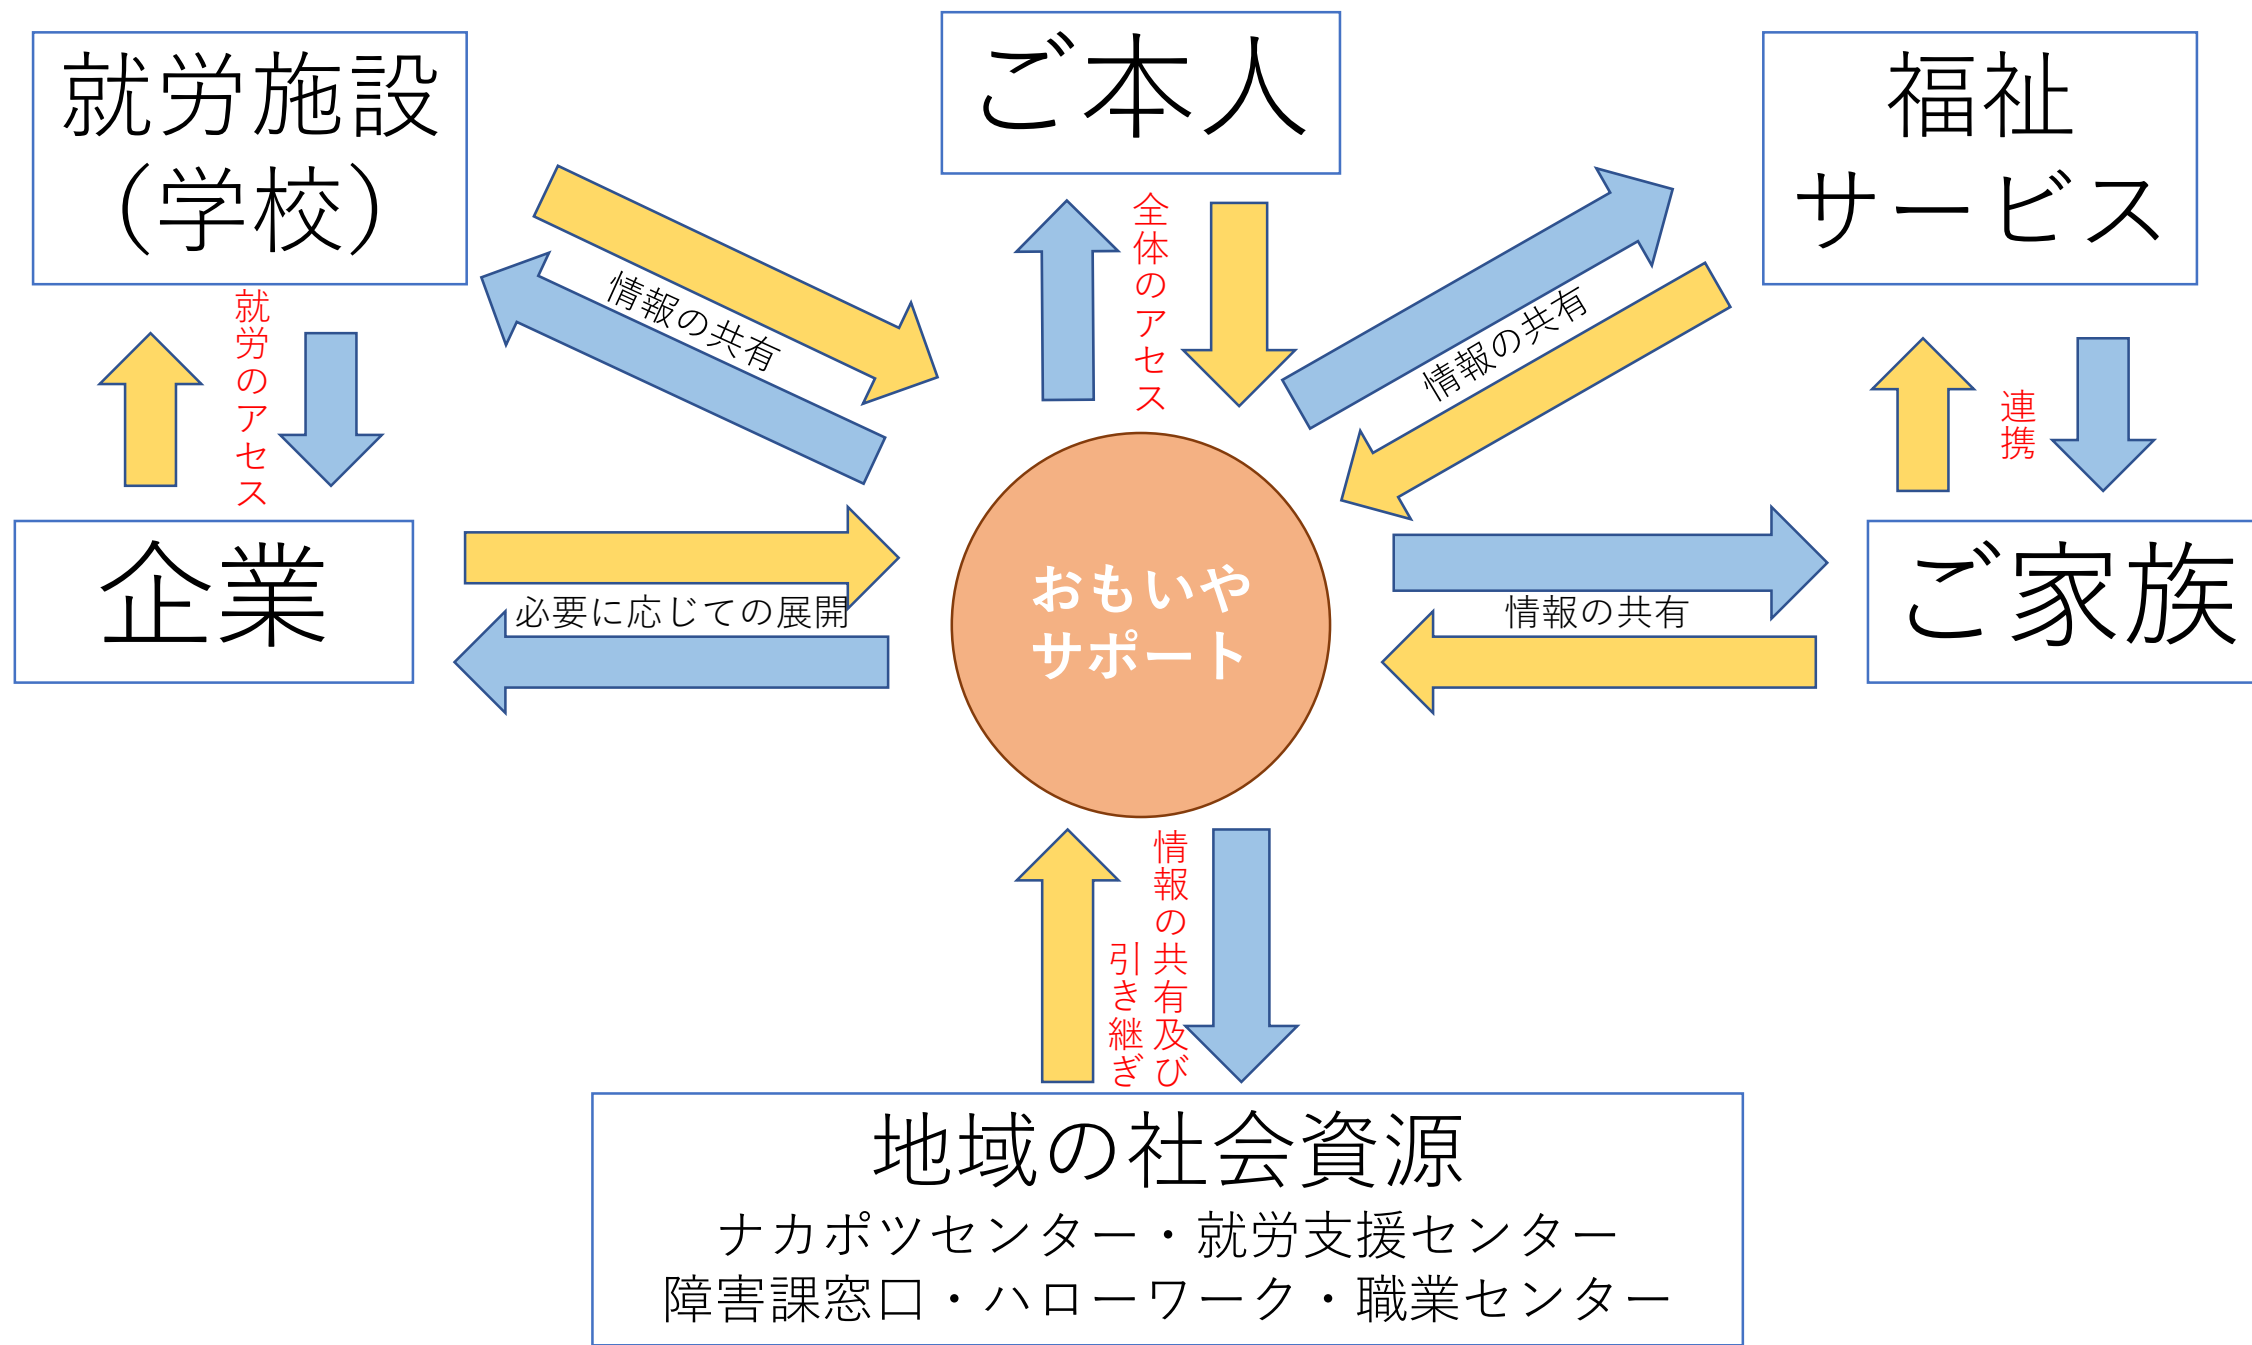 就労施設
（学校）
ご本人
福祉
サービス
全体のアセス
情報の共有
情報の共有
就労のアセス
連携
企業
必要に応じての展開
おもいや
サポート
情報の共有
ご家族
情報の共有及び
引き継ぎ
地域の社会資源
ナカポツセンター・就労支援センター
障害課窓口・ハローワーク・職業センター